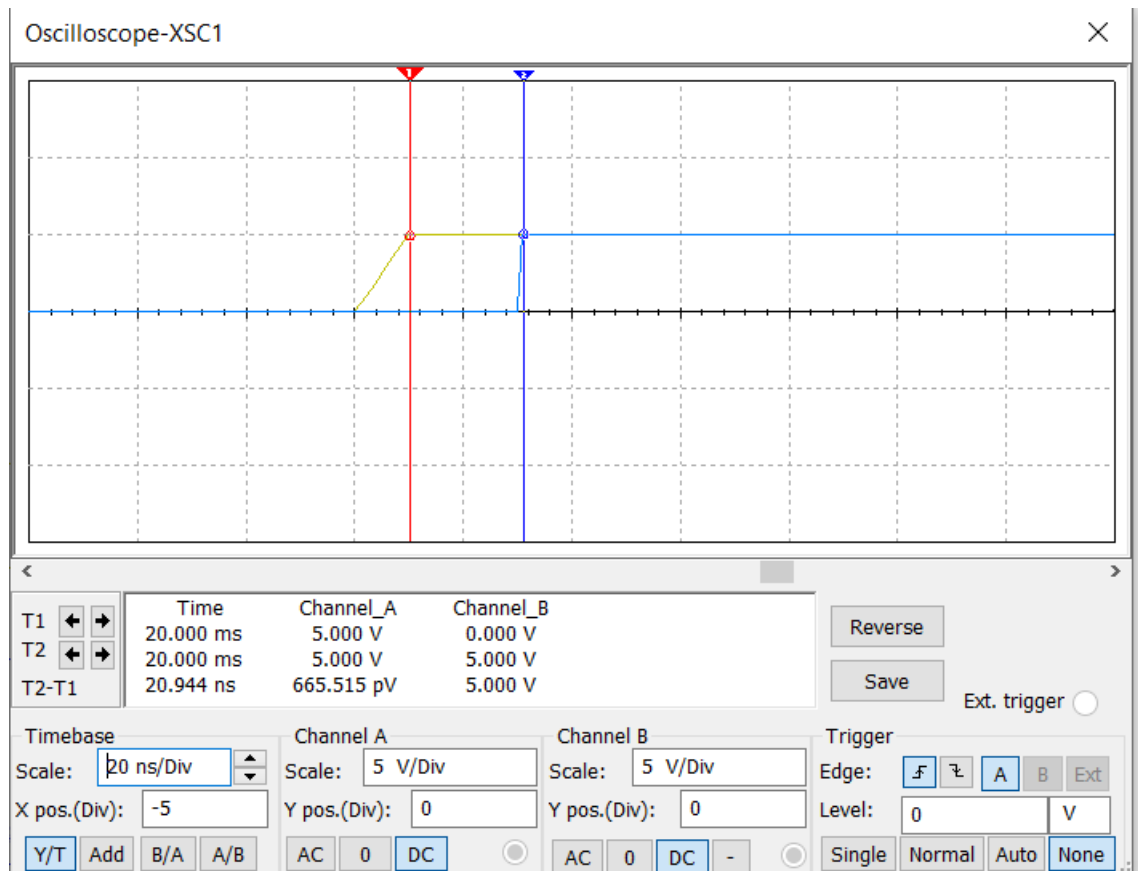 Oscilloscope-XSC1
1
2
Time Channel_A Channel_B
T1 20.000 ms 5.000 V 0.000 V
T2 20.000 ms 5.000 V 5.000 V
T2-T1 20.944 ns 665.515 pV 5.000 V
Reverse
Save
Ext. trigger
Timebase
Scale: 20 ns/Div
X pos.(Div): -5
Y/T Add B/A A/B
Channel A
Scale: 5 V/Div
Y pos.(Div): 0
AC 0 DC
Channel B
Scale: 5 V/Div
Y pos.(Div): 0
AC 0 DC -
Trigger
Edge: A B Ext
Level: 0 V
Single Normal Auto None